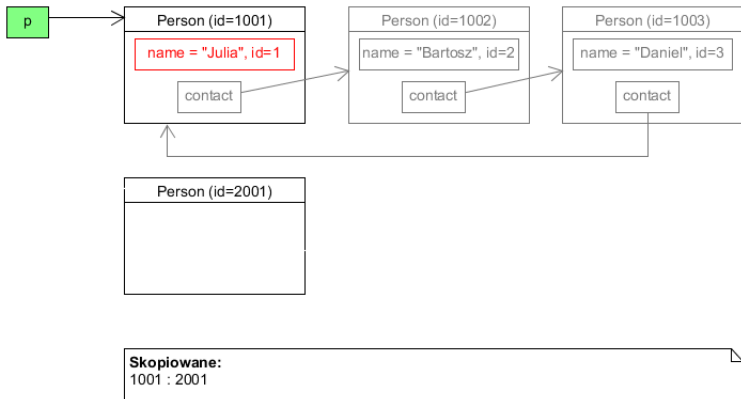 p
Person (id=1001)
name = "Julia", id=1
contact
Person (id=1002)
name = "Bartosz", id=2
contact
Person (id=1003)
name = "Daniel", id=3
contact
Person (id=2001)
Skopiowane:
1001 : 2001